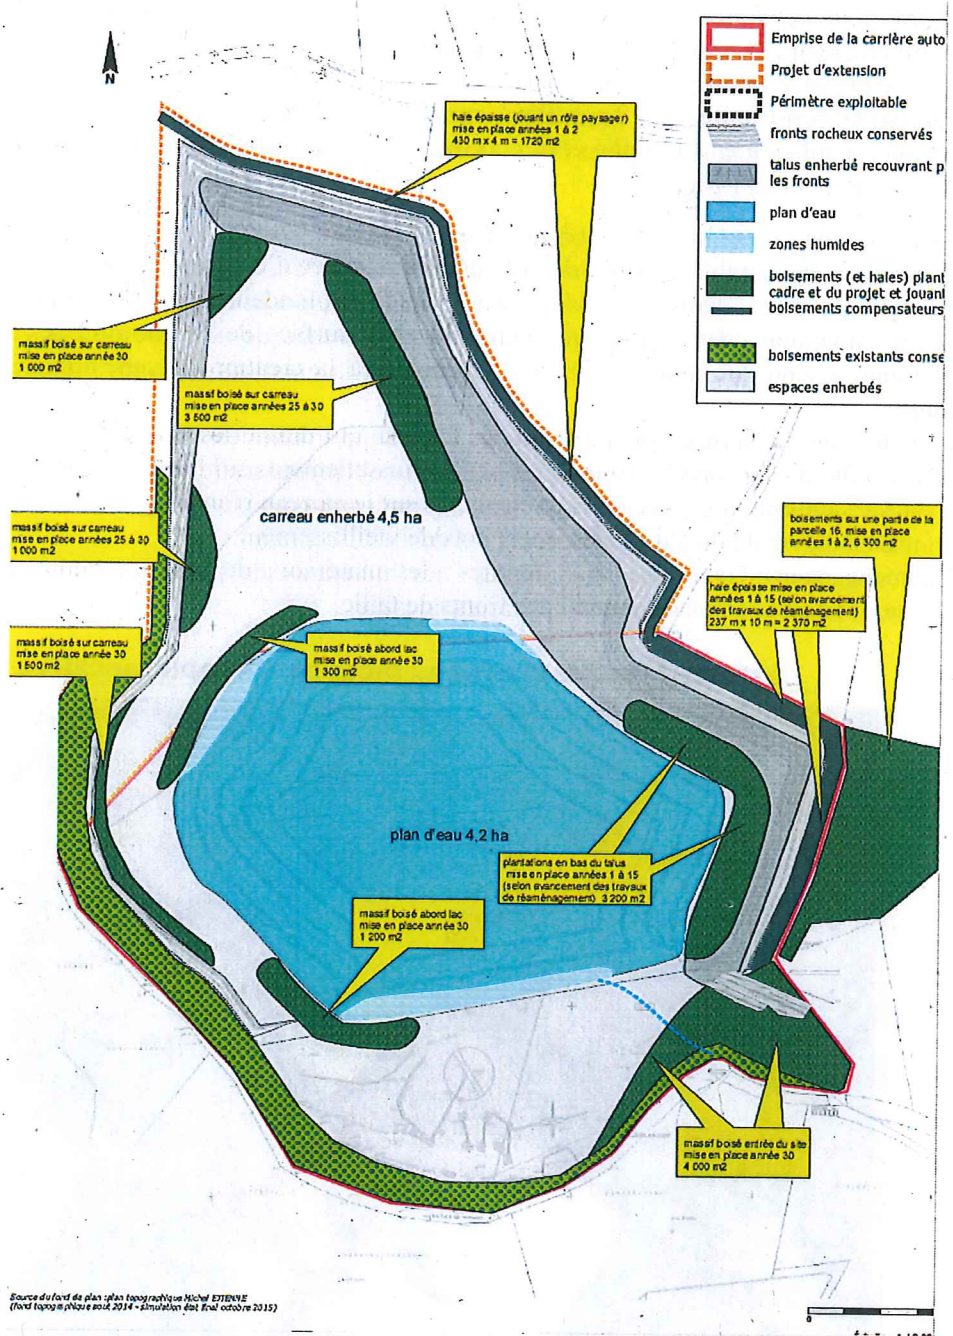 N
Emprise de la carrière auto
Projet d'extension
Périmètre exploitable
fronts rocheux conservés
talus enherbé recouvrant p
les fronts
plan d'eau
zones humides
boisements (et haies) plant
cadre et du projet et jouant
boisements compensateurs
boisements existants conse
espaces enherbés
haie épaisse (jouant un rôle paysager)
mise en place années 1 à 2
430 m x 4 m = 1720 m2
massif boisé sur carreau
mise en place année 30
1 000 m2
massif boisé sur carreau
mise en place années 25 à 30
3 500 m2
carreau enherbé 4,5 ha
massif boisé sur carreau
mise en place années 25 à 30
1 000 m2
boisements sur une partie de la
parcelle 16, mise en place
années 1 à 2, 6 300 m2
haie épaisse mise en place
années 1 à 15 (selon avancement
des travaux de réaménagement)
237 m x 10 m = 2 370 m2
massif boisé sur carreau
mise en place année 30
1 500 m2
massif boisé abord lac
mise en place année 30
1 300 m2
plan d'eau 4,2 ha
plantations en bas du talus
mise en place années 1 à 15
(selon avancement des travaux
de réaménagement) 3 200 m2
massif boisé abord lac
mise en place année 30
1 200 m2
massif boisé entrée du site
mise en place année 30
4 000 m2
Source du fond de plan :plan topographique Michel ETIENNE
(fond topographique août 2014 - simulation état final octobre 2015)
0